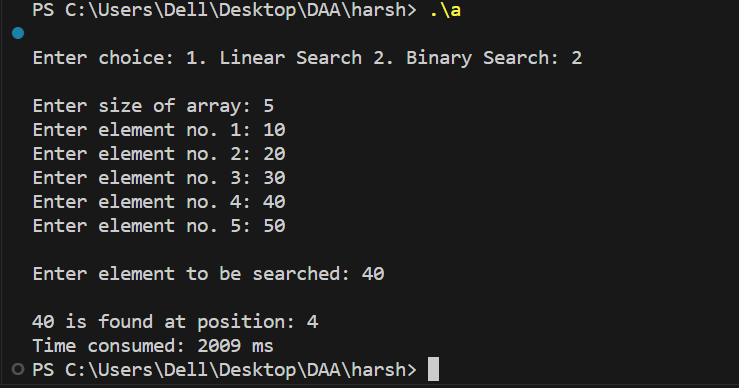 PS C:\Users\Dell\Desktop\DAA\harsh> .\a
Enter choice: 1. Linear Search 2. Binary Search: 2
Enter size of array: 5
Enter element no. 1: 10
Enter element no. 2: 20
Enter element no. 3: 30
Enter element no. 4: 40
Enter element no. 5: 50
Enter element to be searched: 40
40 is found at position: 4
Time consumed: 2009 ms
PS C:\Users\Dell\Desktop\DAA\harsh>